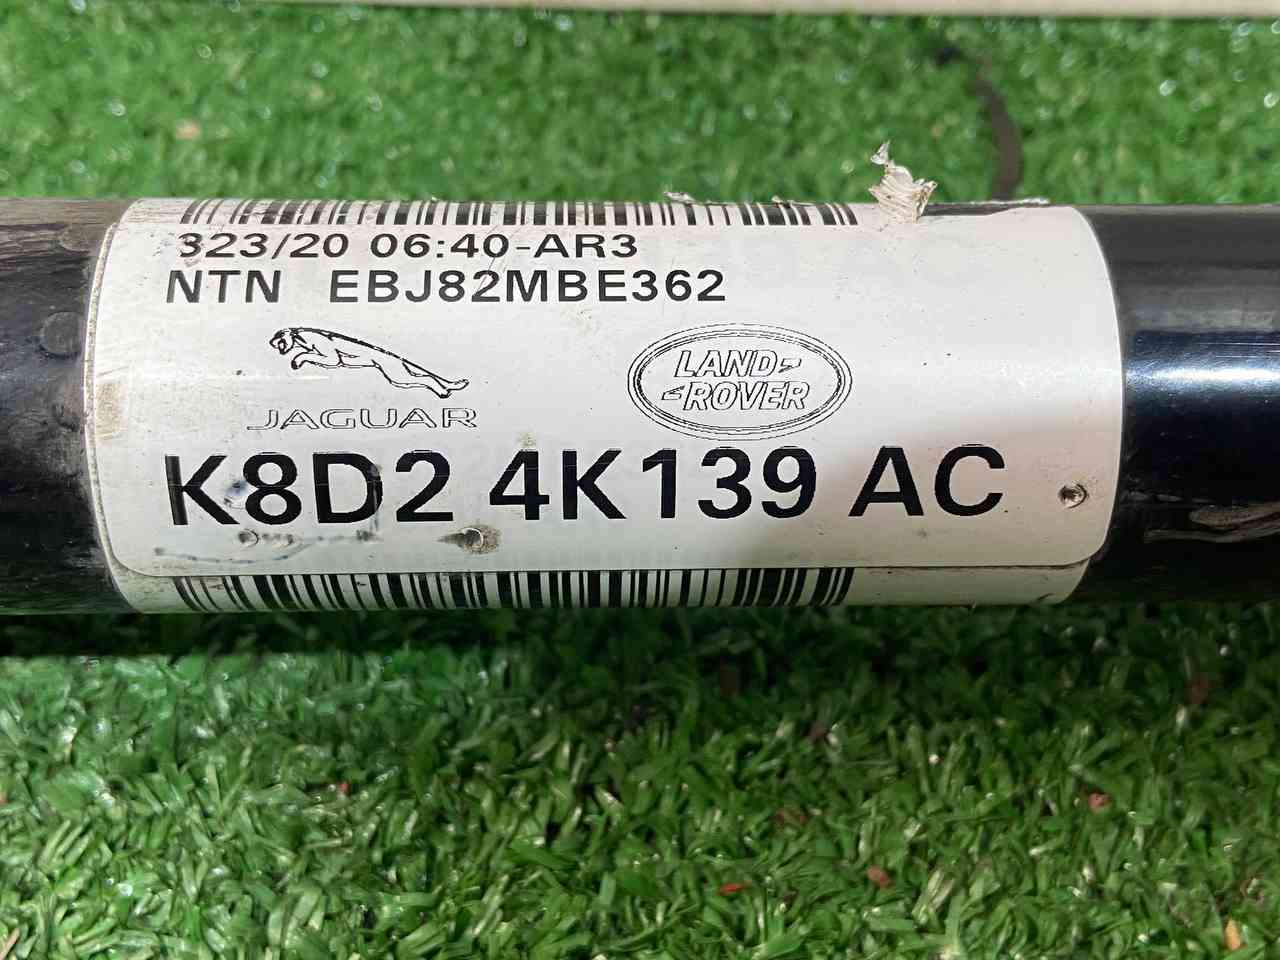 323/20 06:40-AR3
NTN EBJ82MBE362
JAGUAR
LAND-
-ROVER
K8D2 4K139 AC